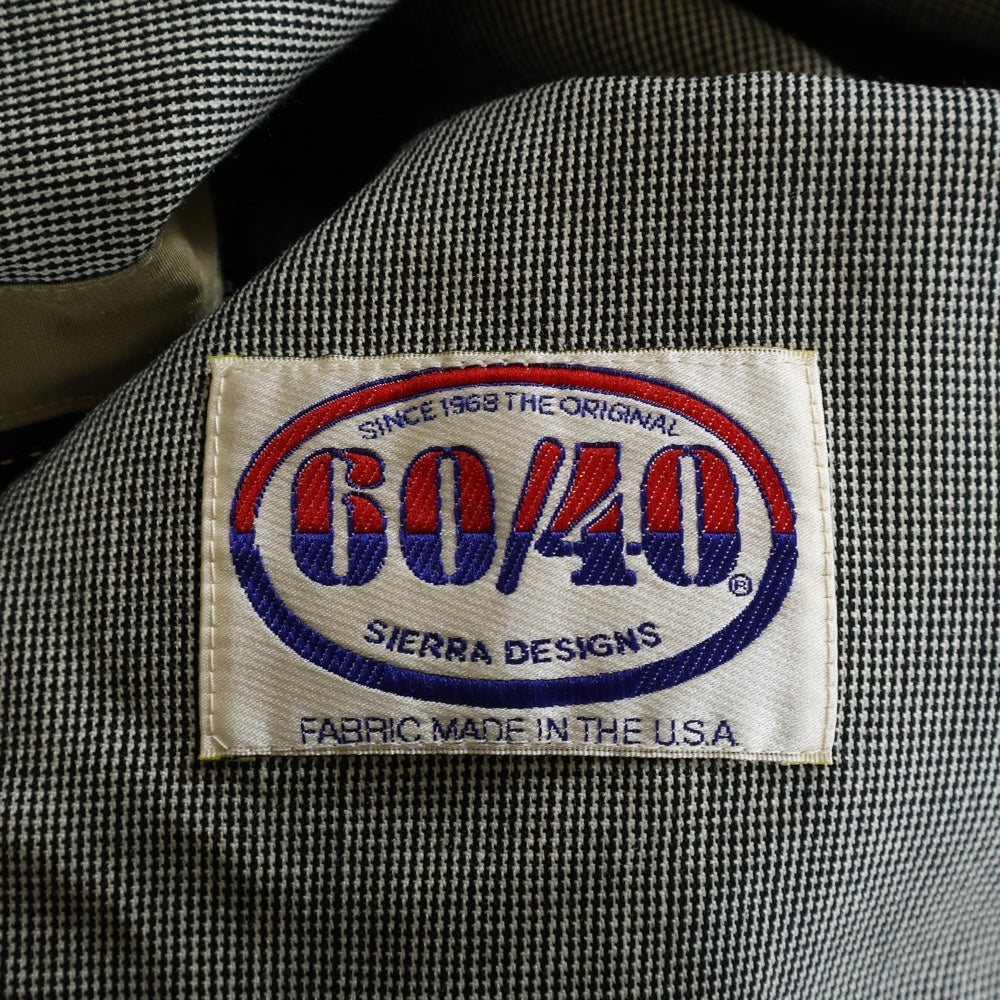 SINCE 1968 THE ORIGINAL
60/40®
SIERRA DESIGNS
FABRIC MADE IN THE U.S.A.